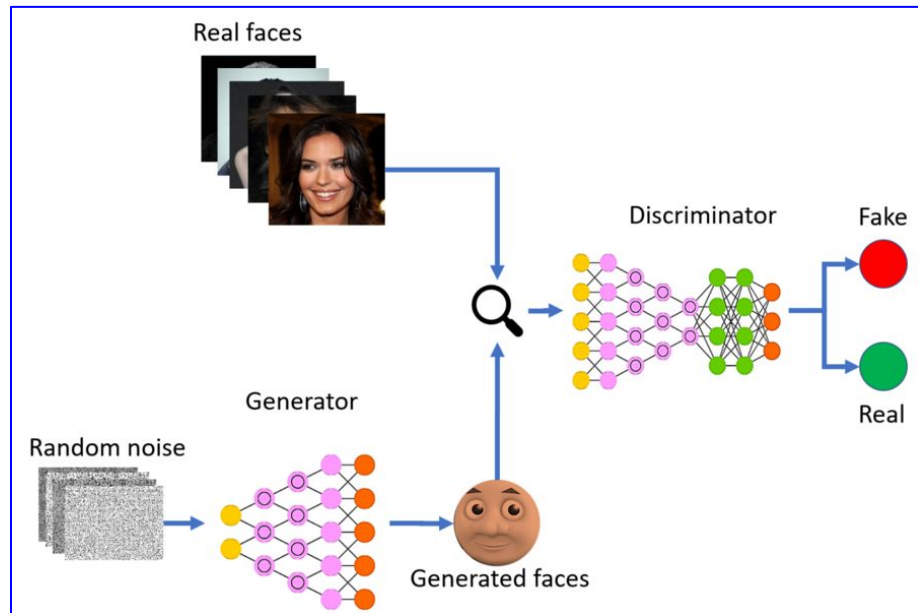 Real faces
Discriminator
Fake
Generator
Real
Random noise
Generated faces